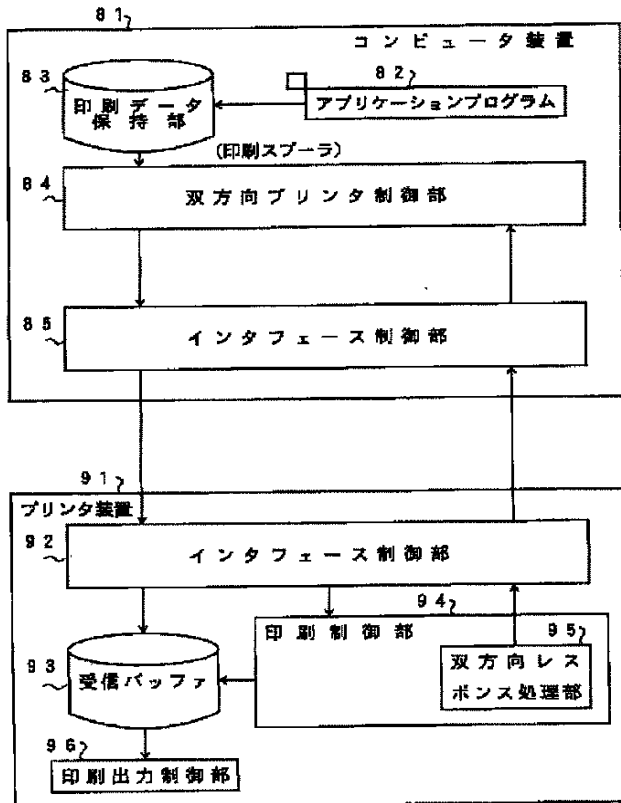 81
コンピュータ装置
83
82
印刷データ
保持部
アプリケーションプログラム
(印刷スプーラ)
84
双方向プリンタ制御部
85
インタフェース制御部
91
プリンタ装置
92
インタフェース制御部
94
印刷制御部
95
93
受信バッファ
双方向レス
ポンス処理部
96
印刷出力制御部